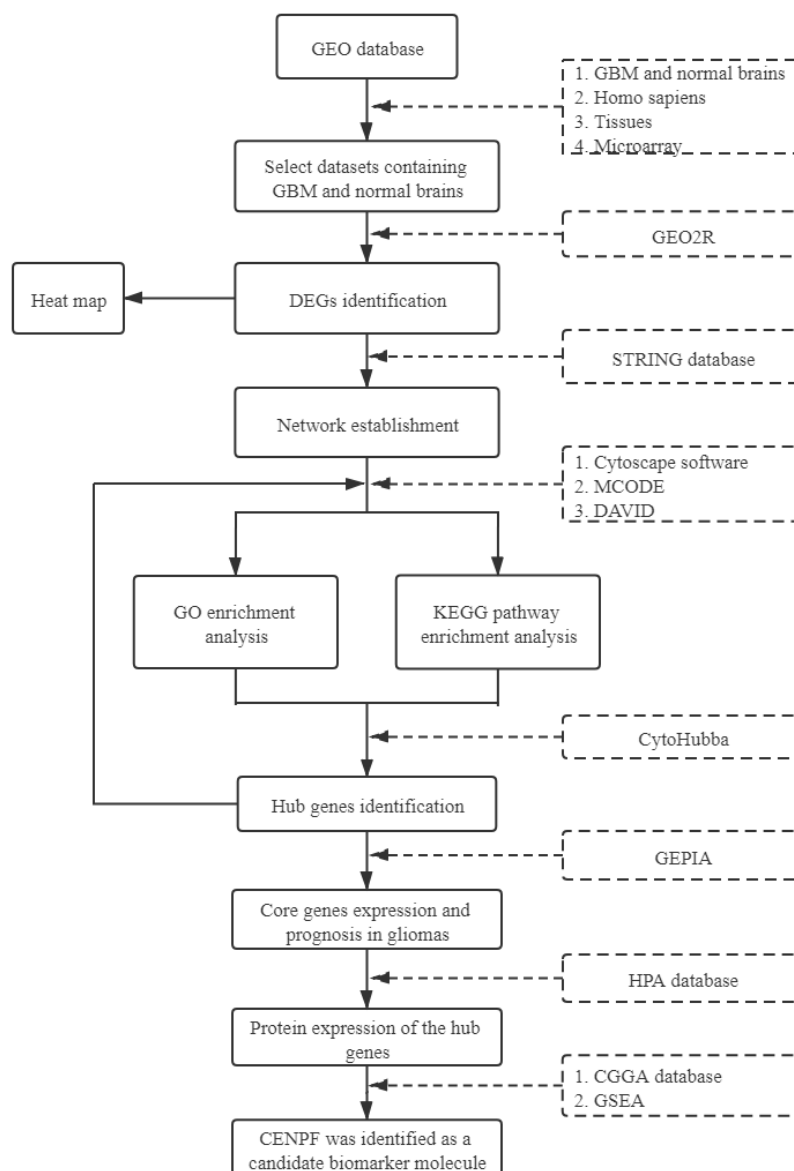 GEO database
1. GBM and normal brains
2. Homo sapiens
3. Tissues
4. Microarray
Select datasets containing
GBM and normal brains
GEO2R
Heat map
DEGs identification
STRING database
Network establishment
1. Cytoscape software
2. MCODE
3. DAVID
GO enrichment
analysis
KEGG pathway
enrichment analysis
CytoHubba
Hub genes identification
GEPIA
Core genes expression and
prognosis in gliomas
HPA database
Protein expression of the hub
genes
1. CGGA database
2. GSEA
CENPF was identified as a
candidate biomarker molecule